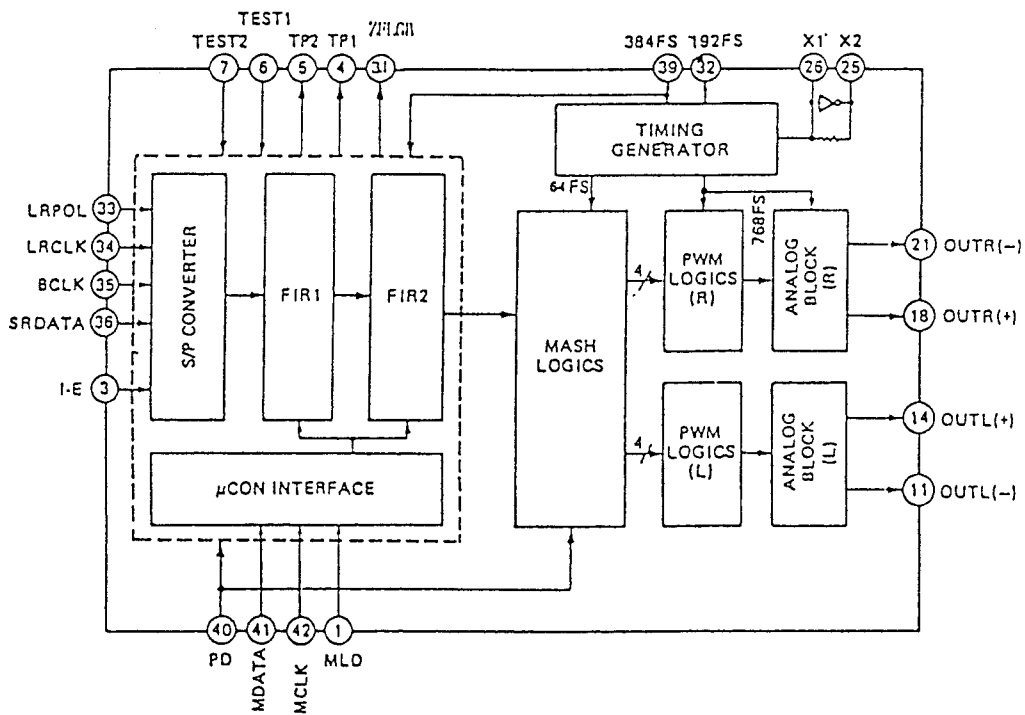 TEST2
TEST1
TP2
TP1
384FS
192FS
X1
X2
7
6
5
4
31
39
32
26
25
TIMING
GENERATOR
64FS
768FS
LRPOL
33
LRCLK
34
BCLK
35
SRDATA
36
I-E
3
S/P CONVERTER
FIR1
FIR2
MASH
LOGICS
4
PWM
LOGICS
(R)
ANALOG
BLOCK
(R)
21
OUTR(−)
18
OUTR(+)
4
PWM
LOGICS
(L)
ANALOG
BLOCK
(L)
14
OUTL(+)
11
OUTL(−)
μCON INTERFACE
40
41
42
1
PD
MDATA
MCLK
MLD